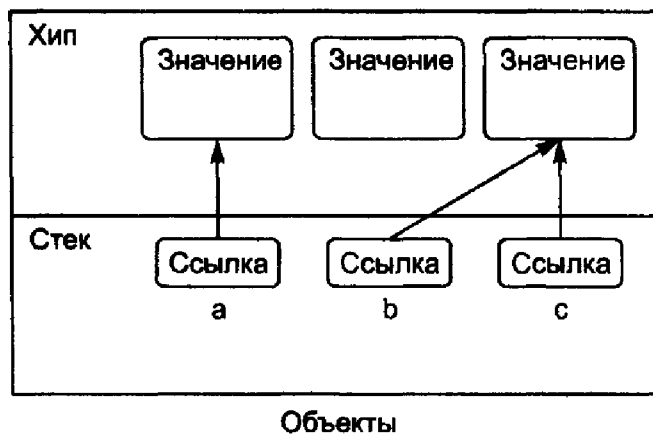 Хип
Значение Значение Значение
Стек
Ссылка Ссылка Ссылка
a b c
Объекты